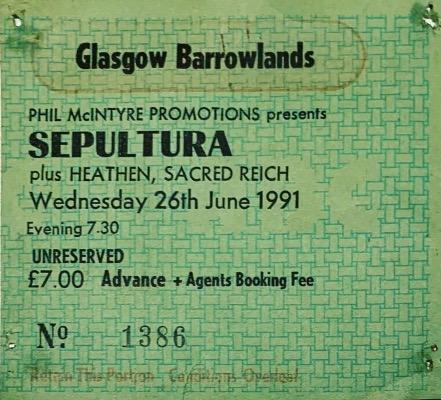 Glasgow Barrowlands
PHIL McINTYRE PROMOTIONS presents
SEPULTURA
plus HEATHEN, SACRED REICH
Wednesday 26th June 1991
Evening 7.30
UNRESERVED
£7.00 Advance + Agents Booking Fee
Nº 1386
Retain This Portion Conditions Overleaf